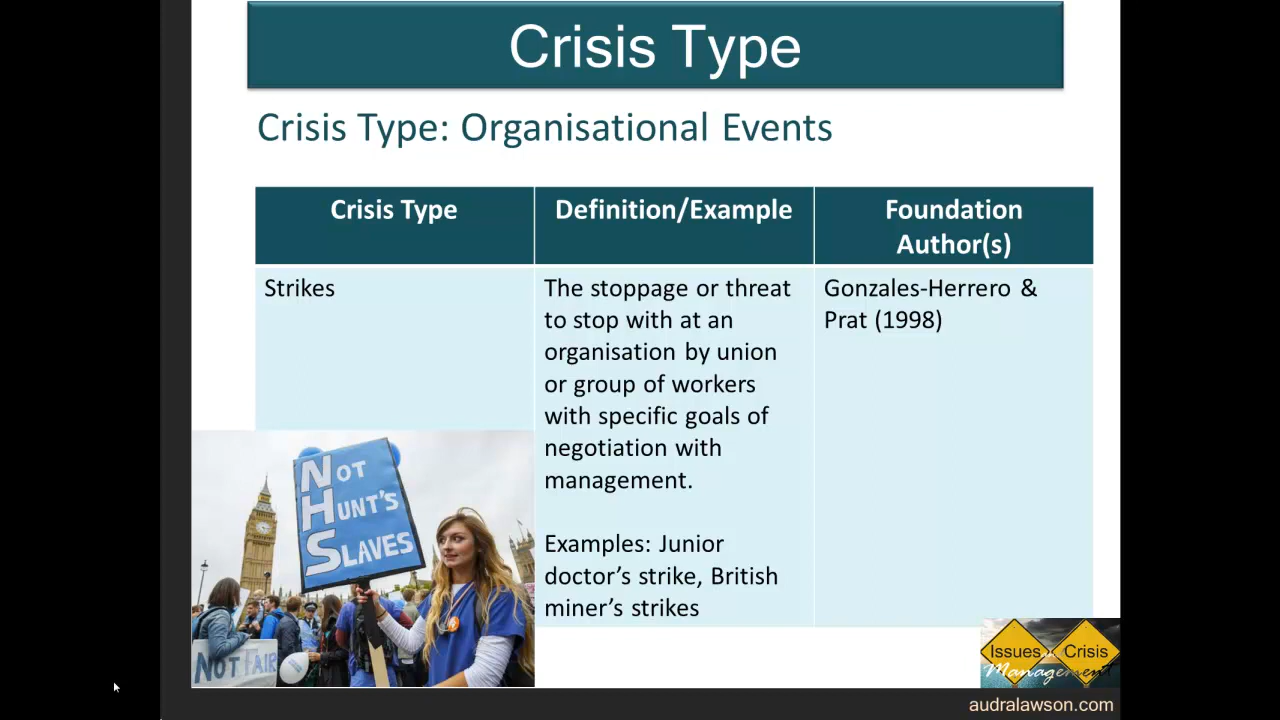 Crisis Type
Crisis Type: Organisational Events
Crisis Type
Definition/Example
Foundation
Author(s)
Strikes
The stoppage or threat
to stop with at an
organisation by union
or group of workers
with specific goals of
negotiation with
management.
Examples: Junior
doctor's strike, British
miner's strikes
Gonzales-Herrero &
Prat (1998)
NOT
HUNT'S
SLAVES
NOT FAIR
Issues in Crisis
Management
audralawson.com